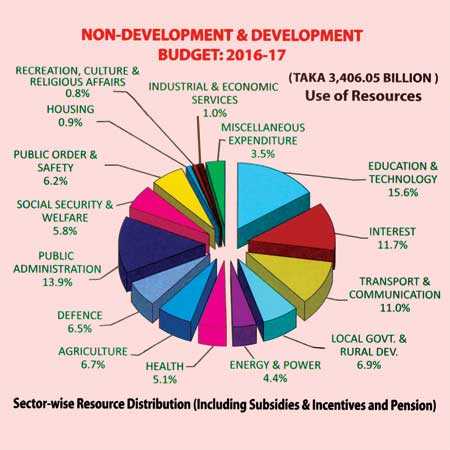 NON-DEVELOPMENT & DEVELOPMENT
BUDGET: 2016-17
(TAKA 3,406.05 BILLION )
Use of Resources
RECREATION, CULTURE &
RELIGIOUS AFFAIRS
0.8%
INDUSTRIAL & ECONOMIC
SERVICES
1.0%
HOUSING
0.9%
MISCELLANEOUS
EXPENDITURE
3.5%
PUBLIC ORDER &
SAFETY
6.2%
EDUCATION &
TECHNOLOGY
15.6%
SOCIAL SECURITY &
WELFARE
5.8%
INTEREST
11.7%
PUBLIC
ADMINISTRATION
13.9%
TRANSPORT &
COMMUNICATION
11.0%
DEFENCE
6.5%
LOCAL GOVT. &
RURAL DEV.
6.9%
AGRICULTURE
6.7%
HEALTH
5.1%
ENERGY & POWER
4.4%
Sector-wise Resource Distribution (Including Subsidies & Incentives and Pension)